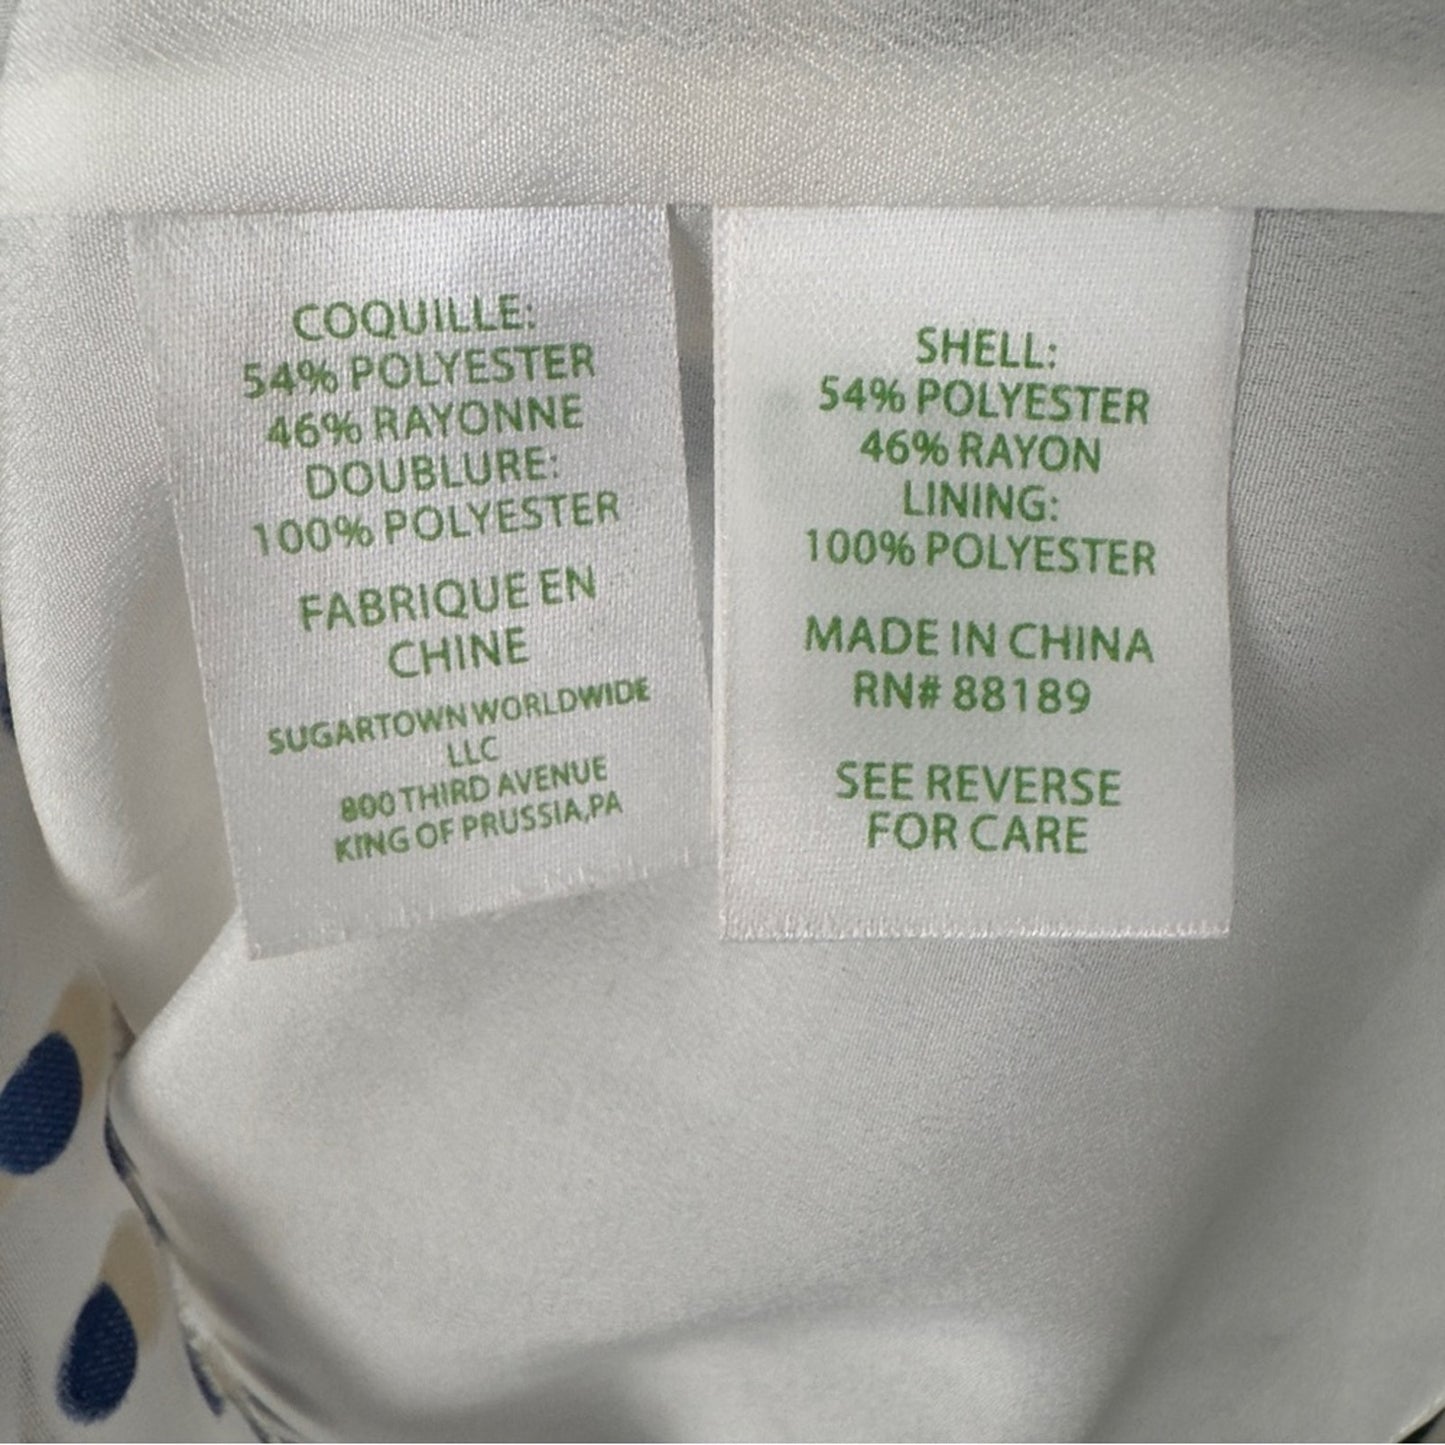 COQUILLE:
54% POLYESTER
46% RAYONNE
DOUBLURE:
100% POLYESTER
FABRIQUE EN
CHINE
SUGARTOWN WORLDWIDE
LLC
800 THIRD AVENUE
KING OF PRUSSIA,PA
SHELL:
54% POLYESTER
46% RAYON
LINING:
100% POLYESTER
MADE IN CHINA
RN# 88189
SEE REVERSE
FOR CARE